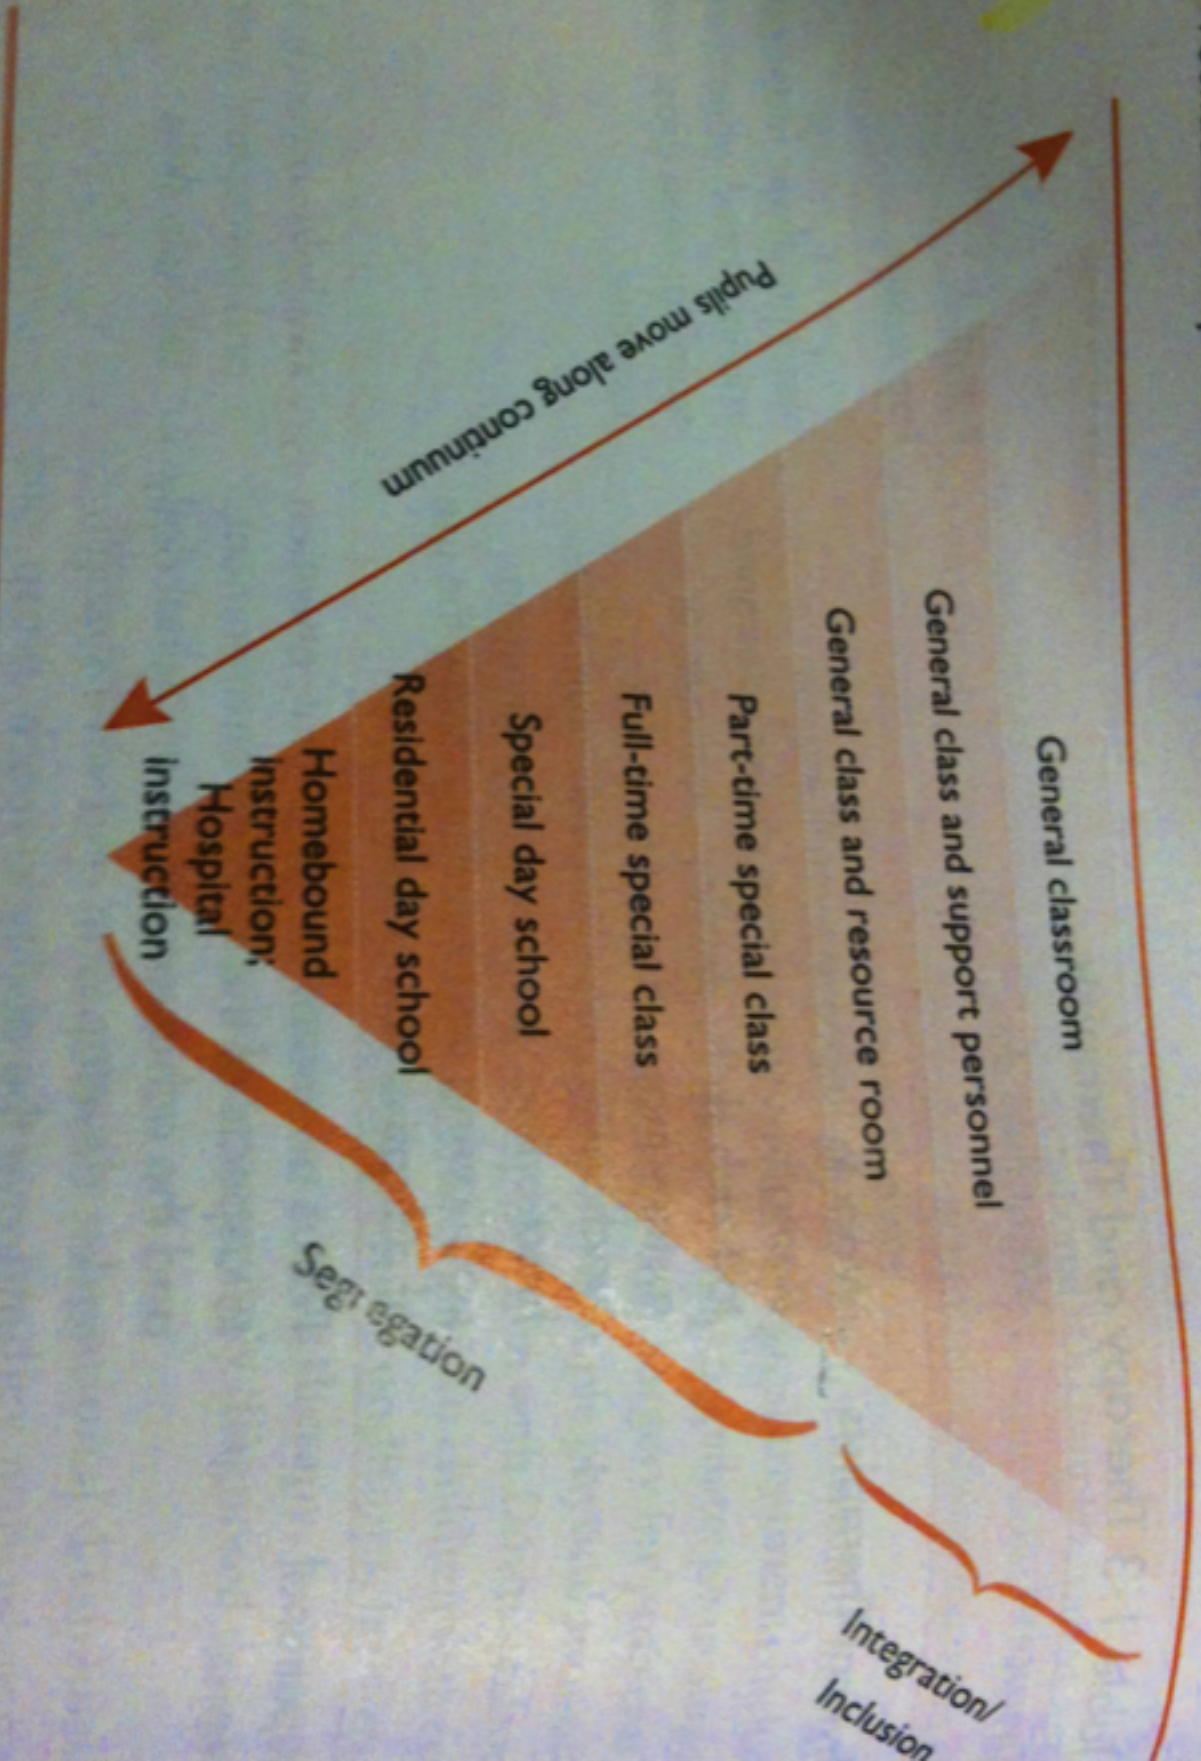 General classroom
General class and support personnel
General class and resource room
Part-time special class
Full-time special class
Special day school
Residential day school
Homebound
instruction;
Hospital
instruction
Pupils move along continuum
Integration/
Inclusion
Segregation